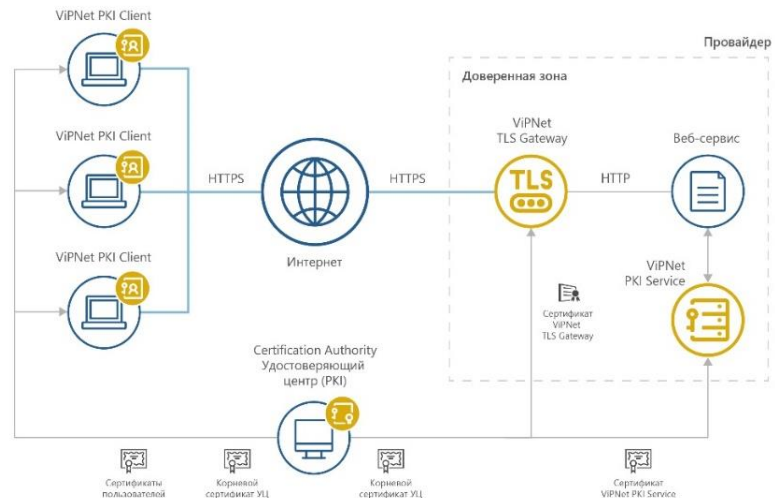 ViPNet PKI Client
Провайдер
Доверенная зона
ViPNet
TLS Gateway
Веб-сервис
ViPNet PKI Client
TLS
HTTPS
HTTPS
HTTP
Интернет
ViPNet PKI Client
ViPNet
PKI Service
Сертификат
ViPNet
TLS Gateway
Certification Authority
Удостоверяющий
центр (PKI)
Сертификаты
пользователей
Корневой
сертификат УЦ
Корневой
сертификат УЦ
Сертификат
ViPNet PKI Service